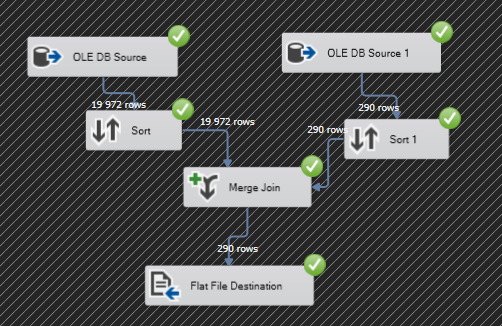 OLE DB Source
OLE DB Source 1
19 972 rows
290 rows
Sort
19 972 rows
290 rows
Sort 1
Merge Join
290 rows
Flat File Destination